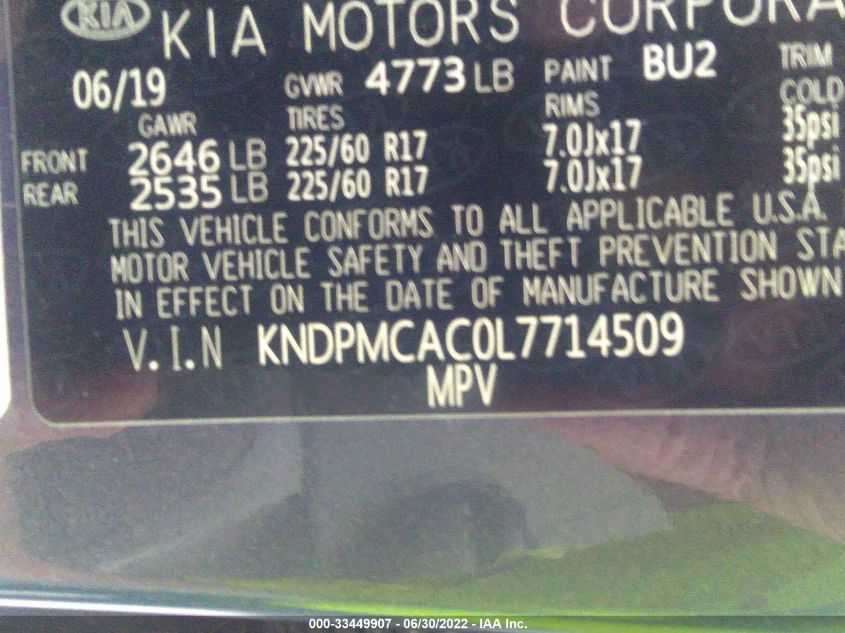 KIA KIA MOTORS CORPORA
06/19 GVWR 4773 LB PAINT BU2 TRIM
GAWR TIRES RIMS COLD
FRONT 2646 LB 225/60 R17 7.0Jx17 35psi
REAR 2535 LB 225/60 R17 7.0Jx17 35psi
THIS VEHICLE CONFORMS TO ALL APPLICABLE U.S.A.
MOTOR VEHICLE SAFETY AND THEFT PREVENTION STA
IN EFFECT ON THE DATE OF MANUFACTURE SHOWN
V.I.N KNDPMCAC0L7714509
MPV
000-33449907 - 06/30/2022 - IAA Inc.